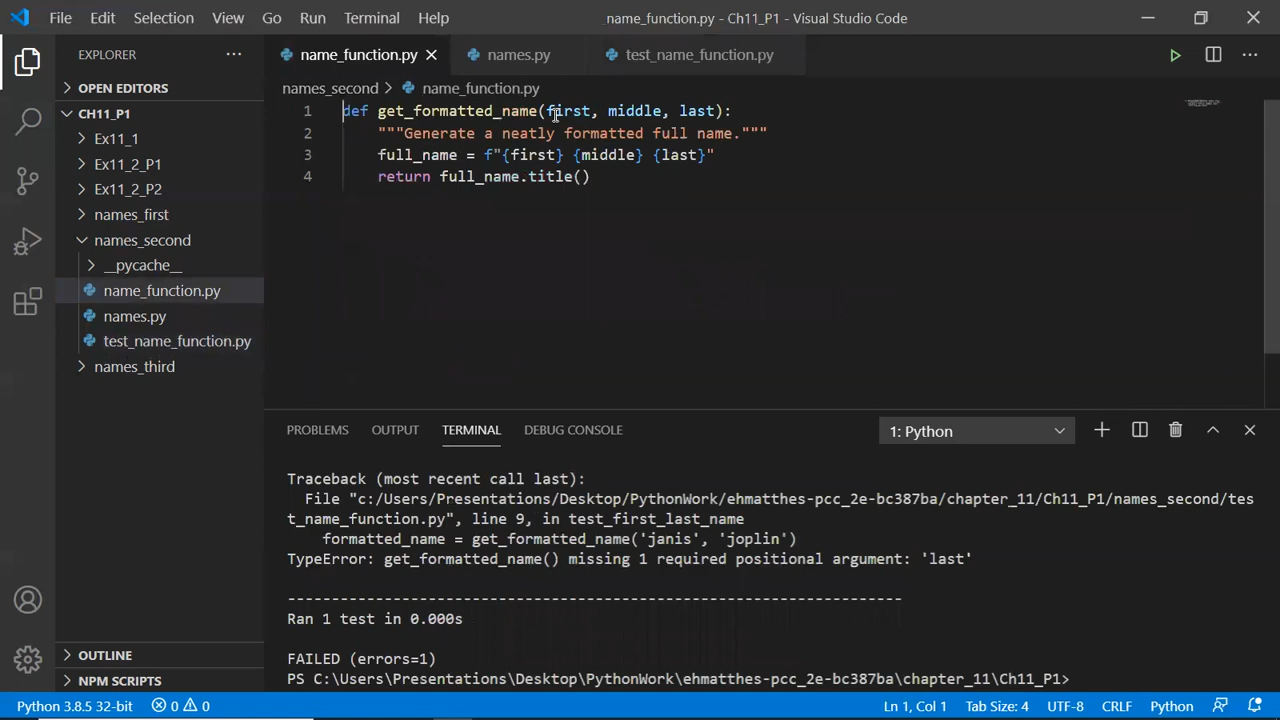 File Edit Selection View Go Run Terminal Help name_function.py - Ch11_P1 - Visual Studio Code
EXPLORER
OPEN EDITORS
CH11_P1
Ex11_1
Ex11_2_P1
Ex11_2_P2
names_first
names_second
__pycache__
name_function.py
names.py
test_name_function.py
names_third
OUTLINE
NPM SCRIPTS
name_function.py names.py test_name_function.py
names_second > name_function.py
1 def get_formatted_name(first, middle, last):
2 """Generate a neatly formatted full name."""
3 full_name = f"{first} {middle} {last}"
4 return full_name.title()
PROBLEMS OUTPUT TERMINAL DEBUG CONSOLE 1: Python
Traceback (most recent call last):
File "c:/Users/Presentations/Desktop/PythonWork/ehmatthes-pcc_2e-bc387ba/chapter_11/Ch11_P1/names_second/tes
t_name_function.py", line 9, in test_first_last_name
formatted_name = get_formatted_name('janis', 'joplin')
TypeError: get_formatted_name() missing 1 required positional argument: 'last'
----------------------------------------------------------------------
Ran 1 test in 0.000s
FAILED (errors=1)
PS C:\Users\Presentations\Desktop\PythonWork\ehmatthes-pcc_2e-bc387ba\chapter_11\Ch11_P1>
Python 3.8.5 32-bit 0 0 Ln 1, Col 1 Tab Size: 4 UTF-8 CRLF Python